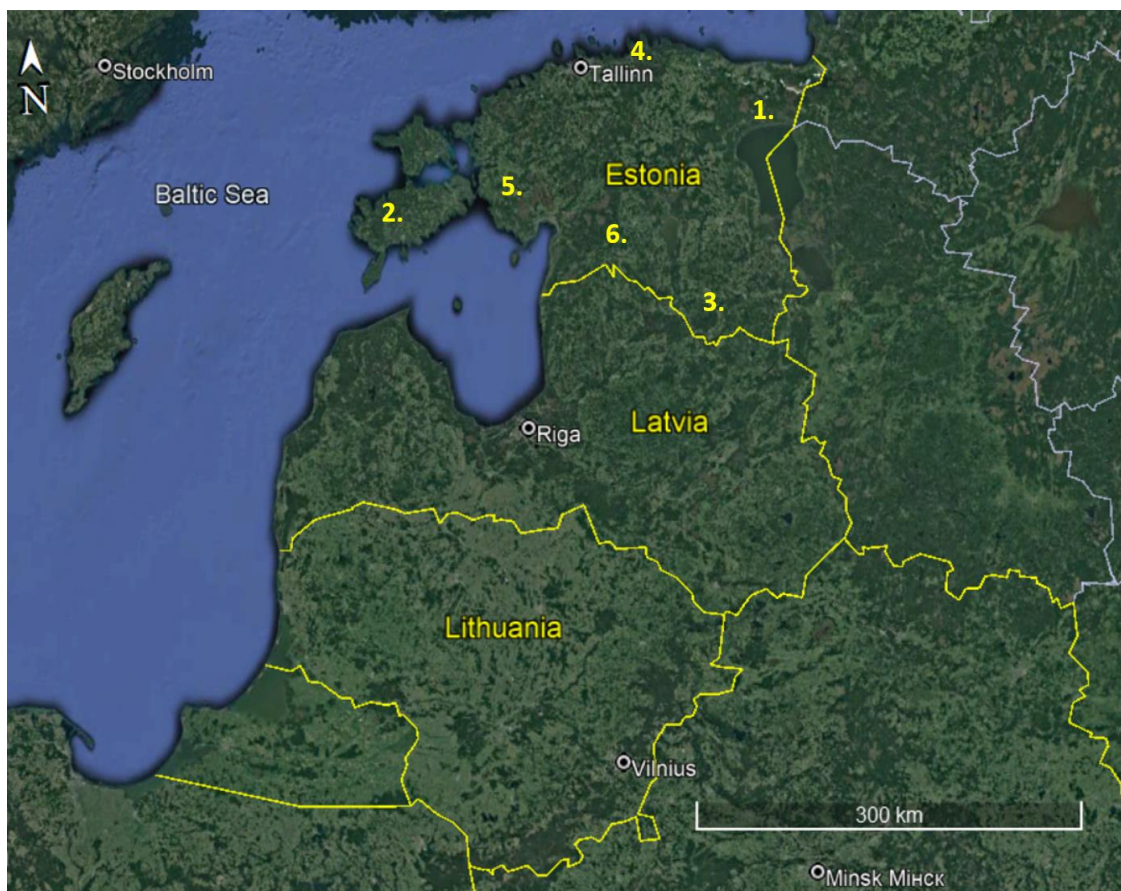 4.
Stockholm
Tallinn
N
1.
Estonia
5.
Baltic Sea
2.
6.
3.
Latvia
Riga
Lithuania
Vilnius
300 km
Minsk Мінск